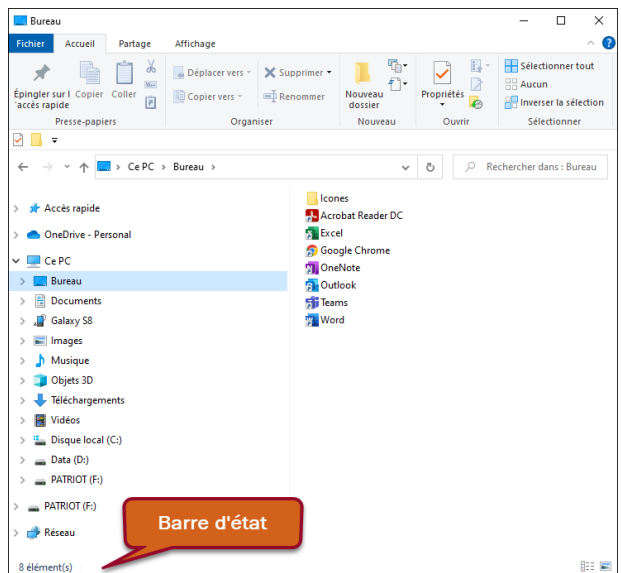 Bureau
Fichier Accueil Partage Affichage
Épingler sur l
'accès rapide
Copier
Coller
Déplacer vers
Copier vers
Supprimer
Renommer
Nouveau
dossier
Propriétés
Sélectionner tout
Aucun
Inverser la sélection
Presse-papiers Organiser Nouveau Ouvrir Sélectionner
Ce PC > Bureau >
Rechercher dans : Bureau
Accès rapide
OneDrive - Personal
Ce PC
Bureau
Documents
Galaxy S8
Images
Musique
Objets 3D
Téléchargements
Vidéos
Disque local (C:)
Data (D:)
PATRIOT (F:)
PATRIOT (F:)
Réseau
Icones
Acrobat Reader DC
Excel
Google Chrome
OneNote
Outlook
Teams
Word
Barre d'état
8 élément(s)